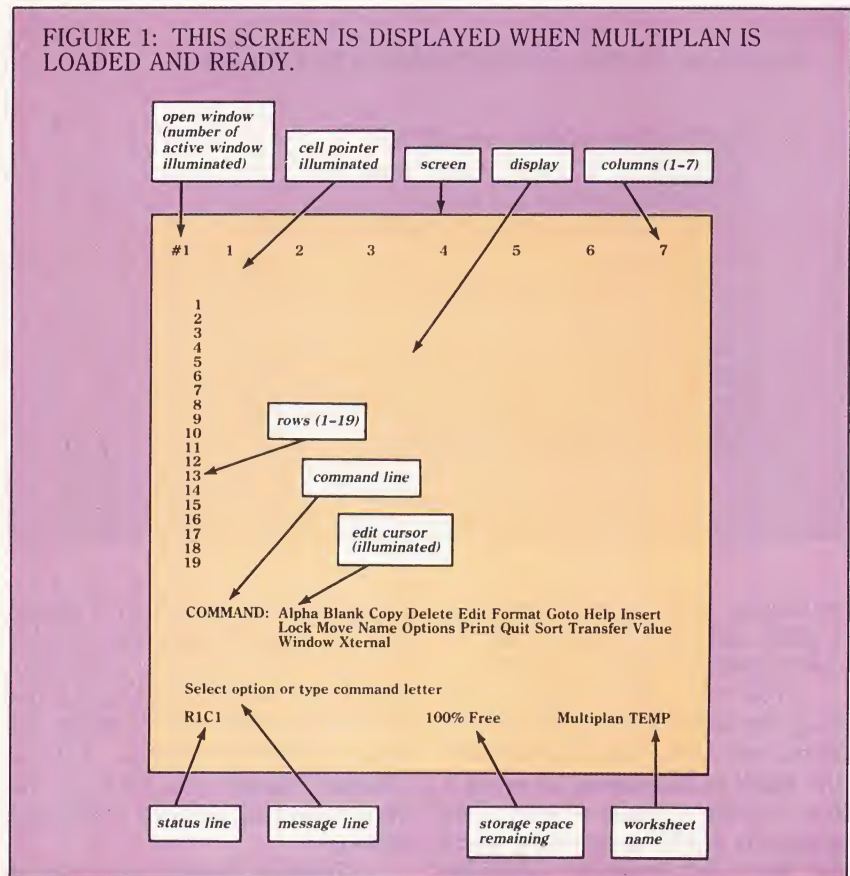 FIGURE 1: THIS SCREEN IS DISPLAYED WHEN MULTIPLAN IS
LOADED AND READY.
open window
(number of
active window
illuminated)
cell pointer
illuminated
screen
display
columns (1–7)
#1 1 2 3 4 5 6 7
1
2
3
4
5
6
7
8
9
rows (1–19)
10
11
12
13
command line
14
15
16
17
edit cursor
(illuminated)
18
19
COMMAND: Alpha Blank Copy Delete Edit Format Goto Help Insert
Lock Move Name Options Print Quit Sort Transfer Value
Window Xternal
Select option or type command letter
R1C1 100% Free Multiplan TEMP
status line
message line
storage space
remaining
worksheet
name